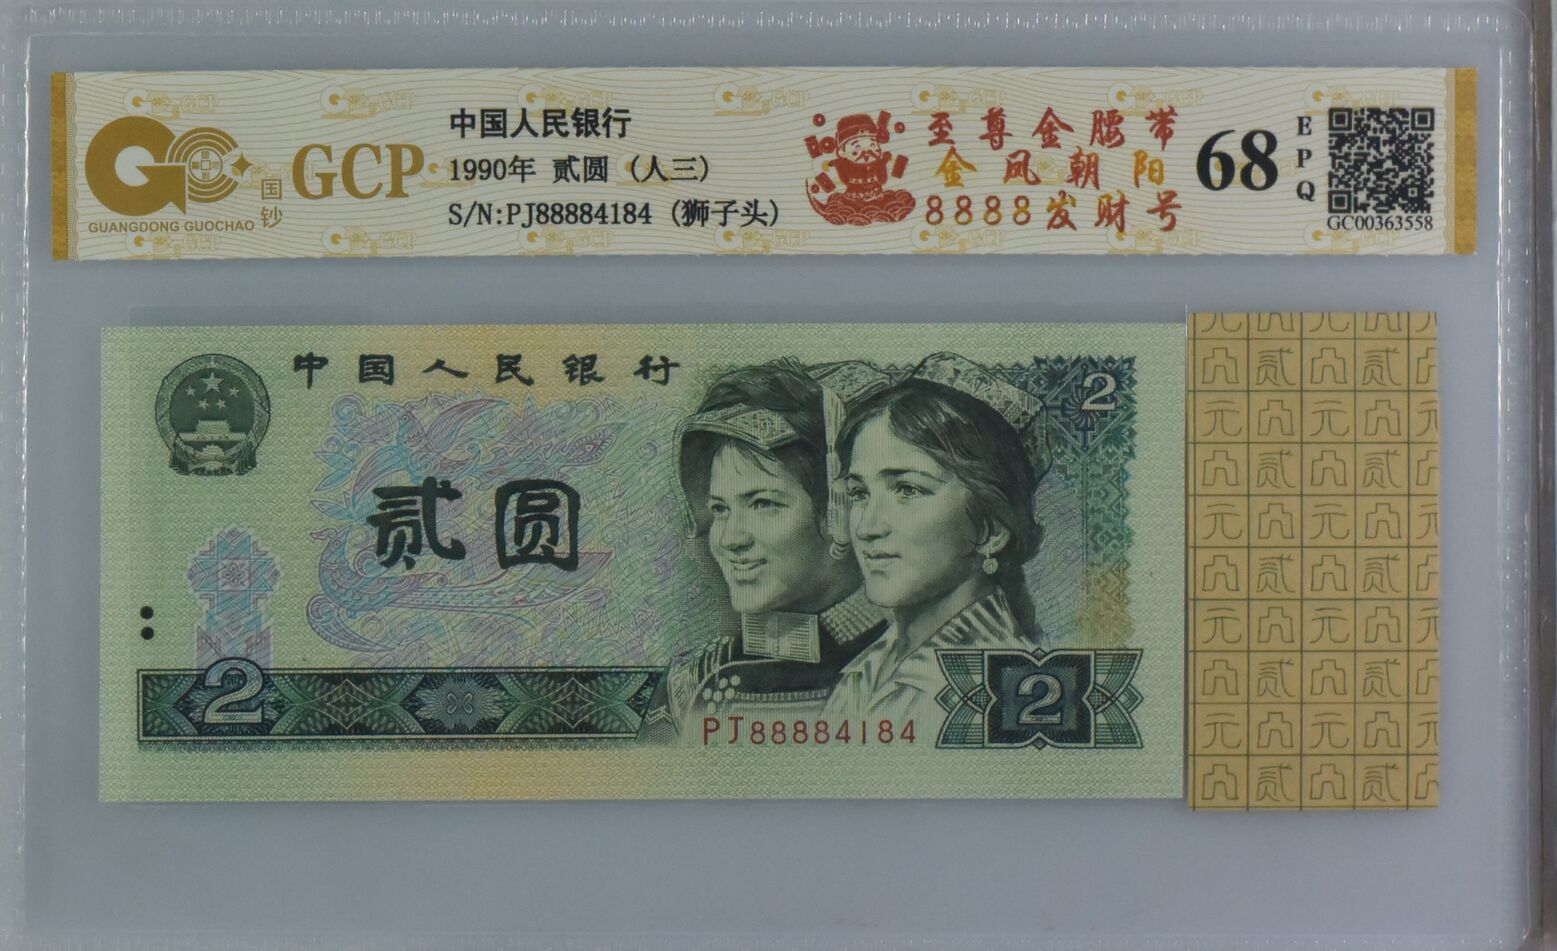 GUANGDONG GUOCHAO
国钞
GCP
中国人民银行
1990年 贰圆 (人三)
S/N:PJ88884184 (狮子头)
至尊金腰带
金凤朝阳
8888发财号
68
EPQ
GC00363558
中国人民银行
2
贰圆
2
PJ88884184
2